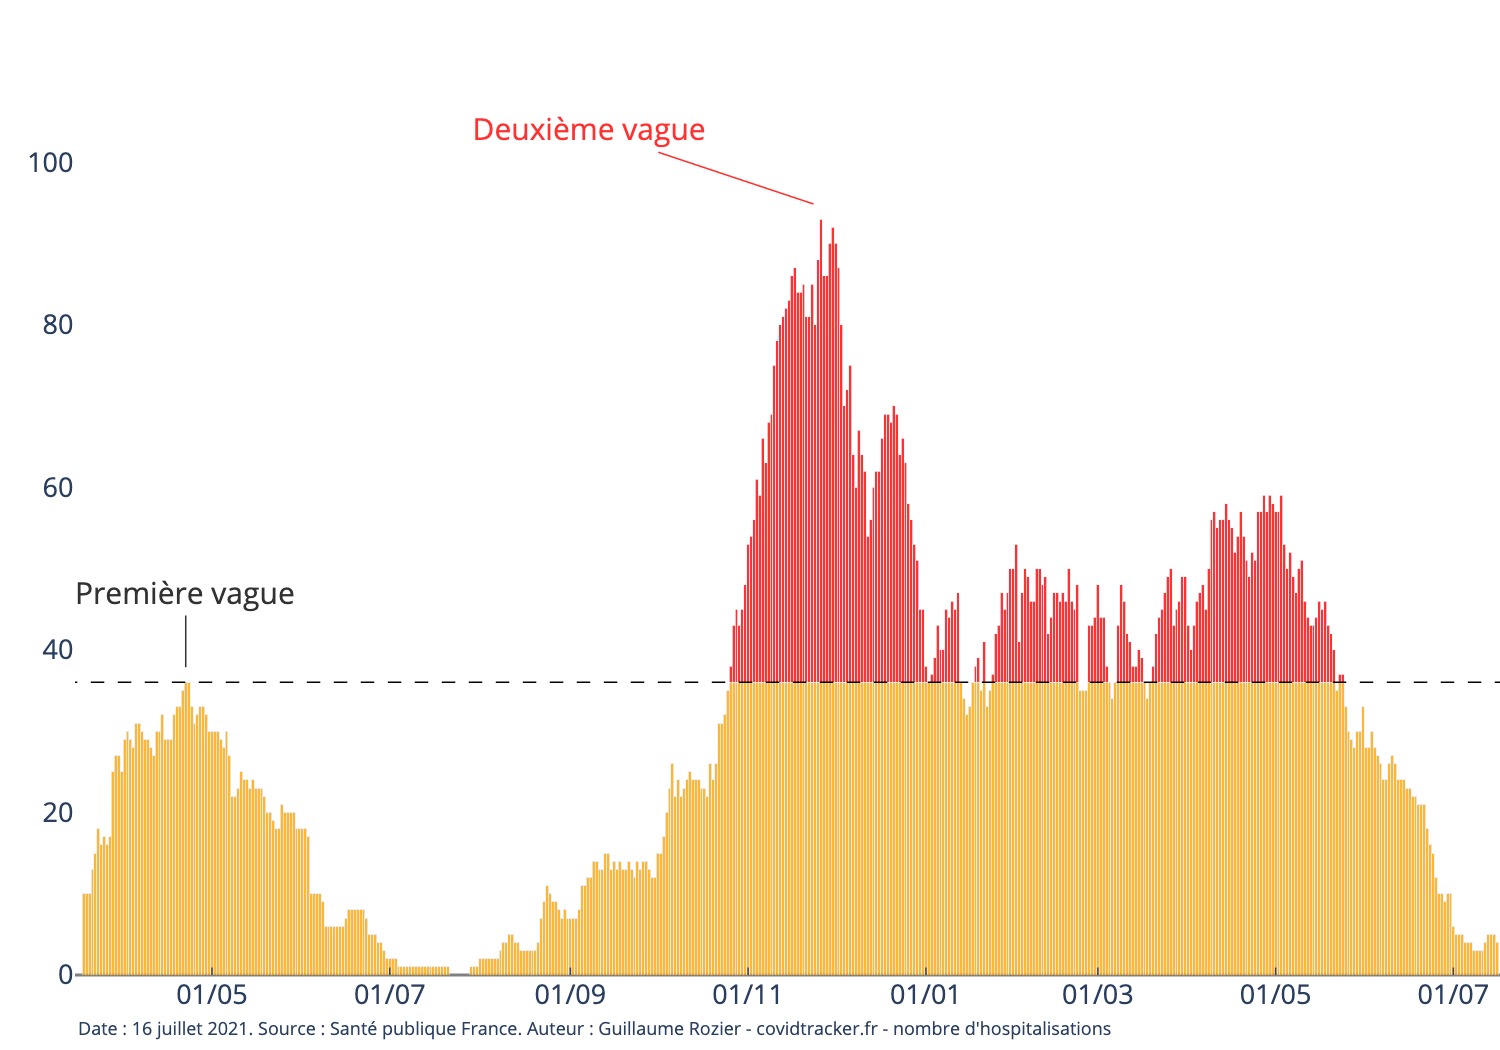 Deuxième vague
100
80
60
Première vague
40
20
0
01/05 01/07 01/09 01/11 01/01 01/03 01/05 01/07
Date : 16 juillet 2021. Source : Santé publique France. Auteur : Guillaume Rozier - covidtracker.fr - nombre d'hospitalisations